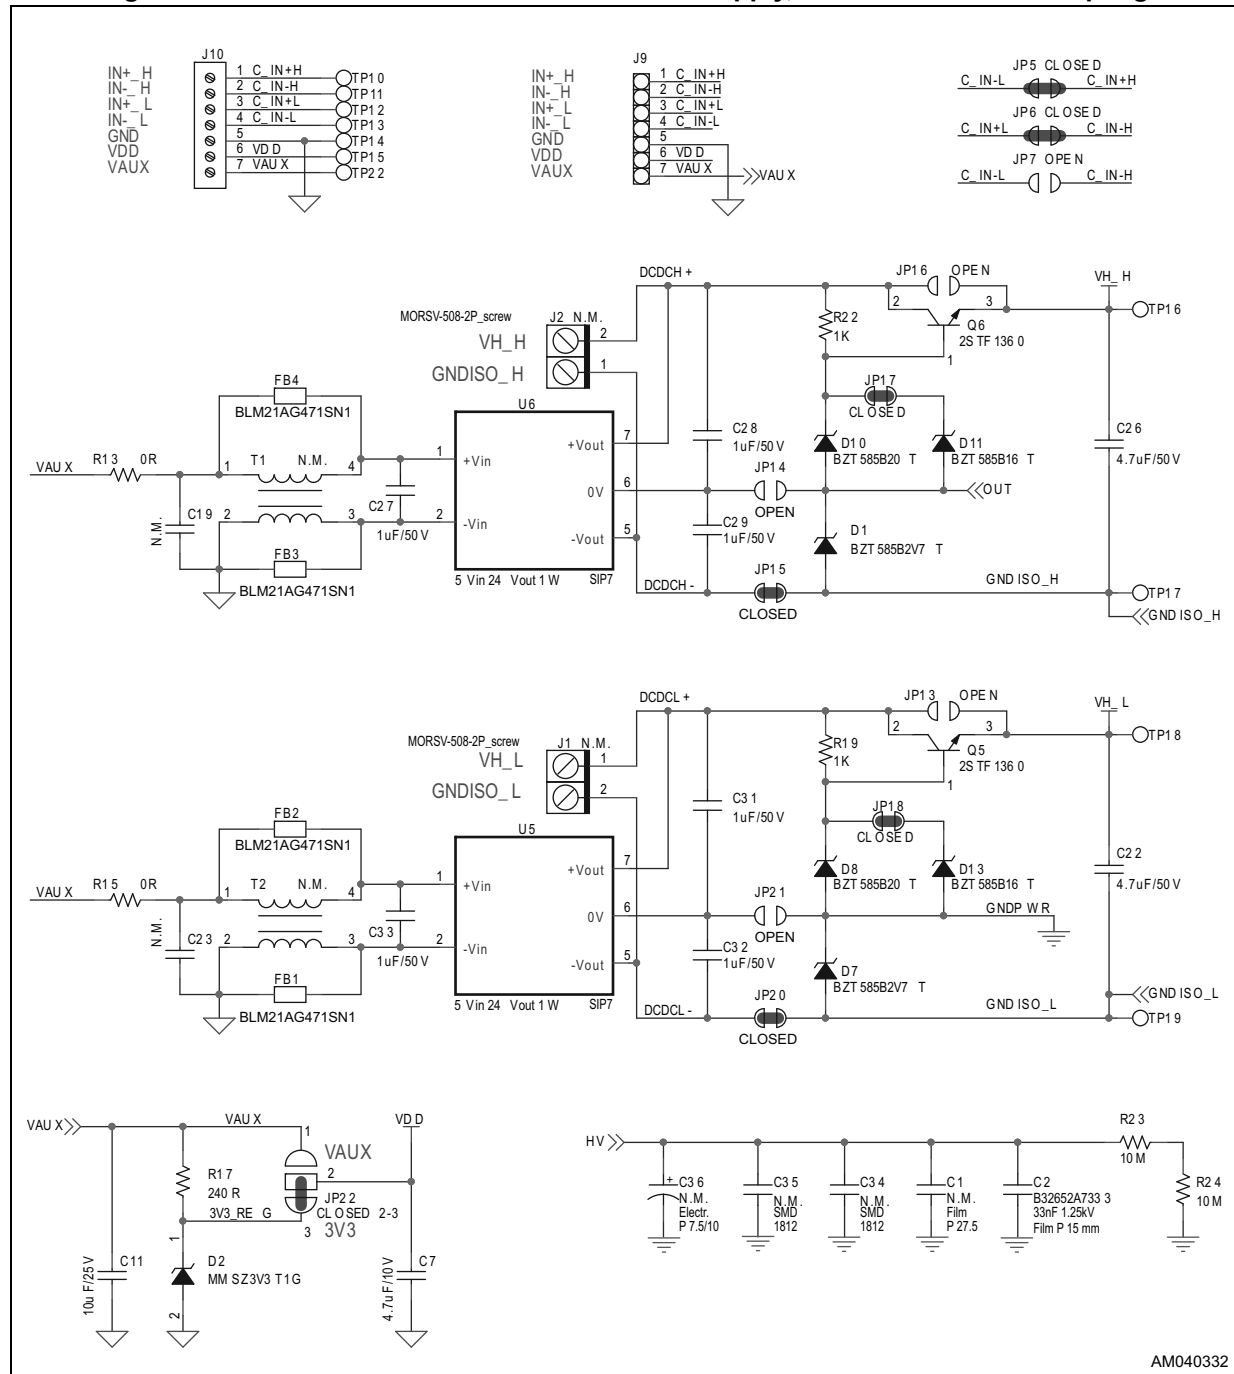 J10
IN+_H
IN-_H
IN+_L
IN-_L
GND
VDD
VAUX
1 C_IN+H TP10
2 C_IN-H TP11
3 C_IN+L TP12
4 C_IN-L TP13
5 TP14
6 VDD TP15
7 VAUX TP22
J9
IN+_H
IN-_H
IN+_L
IN-_L
GND
VDD
VAUX
1 C_IN+H
2 C_IN-H
3 C_IN+L
4 C_IN-L
5
6 VDD
7 VAUX VAUX
JP5 CLOSED
C_IN-L C_IN+H
JP6 CLOSED
C_IN+L C_IN-H
JP7 OPEN
C_IN-L C_IN-H
DCDCH+
JP16 OPEN
VH_H
2 3
TP16
MORSV-508-2P_screw
J2 N.M.
VH_H 2
GNDISO_H 1
R22
1K
Q6
2STF1360
1
FB4
BLM21AG471SN1
U6
JP17
CLOSED
C28
1uF/50V
D10
BZT585B20T
D11
BZT585B16T
C26
4.7uF/50V
VAUX R13 0R
1 T1 N.M. 4
1 +Vin
+Vout 7
JP14
OPEN
0V 6
OUT
C19
N.M.
2 3
C27
1uF/50V
2 -Vin
-Vout 5
C29
1uF/50V
D1
BZT585B2V7T
FB3
BLM21AG471SN1
5Vin24 Vout1W SIP7
DCDCH-
JP15
CLOSED
GNDISO_H
TP17
GNDISO_H
DCDCL+
JP13 OPEN
VH_L
2 3
TP18
MORSV-508-2P_screw
J1 N.M.
VH_L 1
GNDISO_L 2
R19
1K
Q5
2STF1360
1
FB2
BLM21AG471SN1
U5
JP18
CLOSED
C31
1uF/50V
D8
BZT585B20T
D13
BZT585B16T
C22
4.7uF/50V
VAUX R15 0R
1 T2 N.M. 4
1 +Vin
+Vout 7
JP21
OPEN
0V 6
GNDPWR
C23
N.M.
2 3
C33
1uF/50V
2 -Vin
-Vout 5
C32
1uF/50V
D7
BZT585B2V7T
FB1
BLM21AG471SN1
5Vin24 Vout1W SIP7
DCDCL-
JP20
CLOSED
GNDISO_L
GNDISO_L
TP19
VAUX VAUX
1
VAUX
VDD
2
R17
240R
JP22
CLOSED 2-3
3V3_REG
3 3V3
C11
10uF/25V
1
D2
MMSZ3V3T1G
2
C7
4.7uF/10V
HV
C36
N.M.
Electr.
P 7.5/10
C35
N.M.
SMD
1812
C34
N.M.
SMD
1812
C1
N.M.
Film
P 27.5
C2
B32652A7333
33nF 1.25kV
Film P 15 mm
R23
10M
R24
10M
AM040332